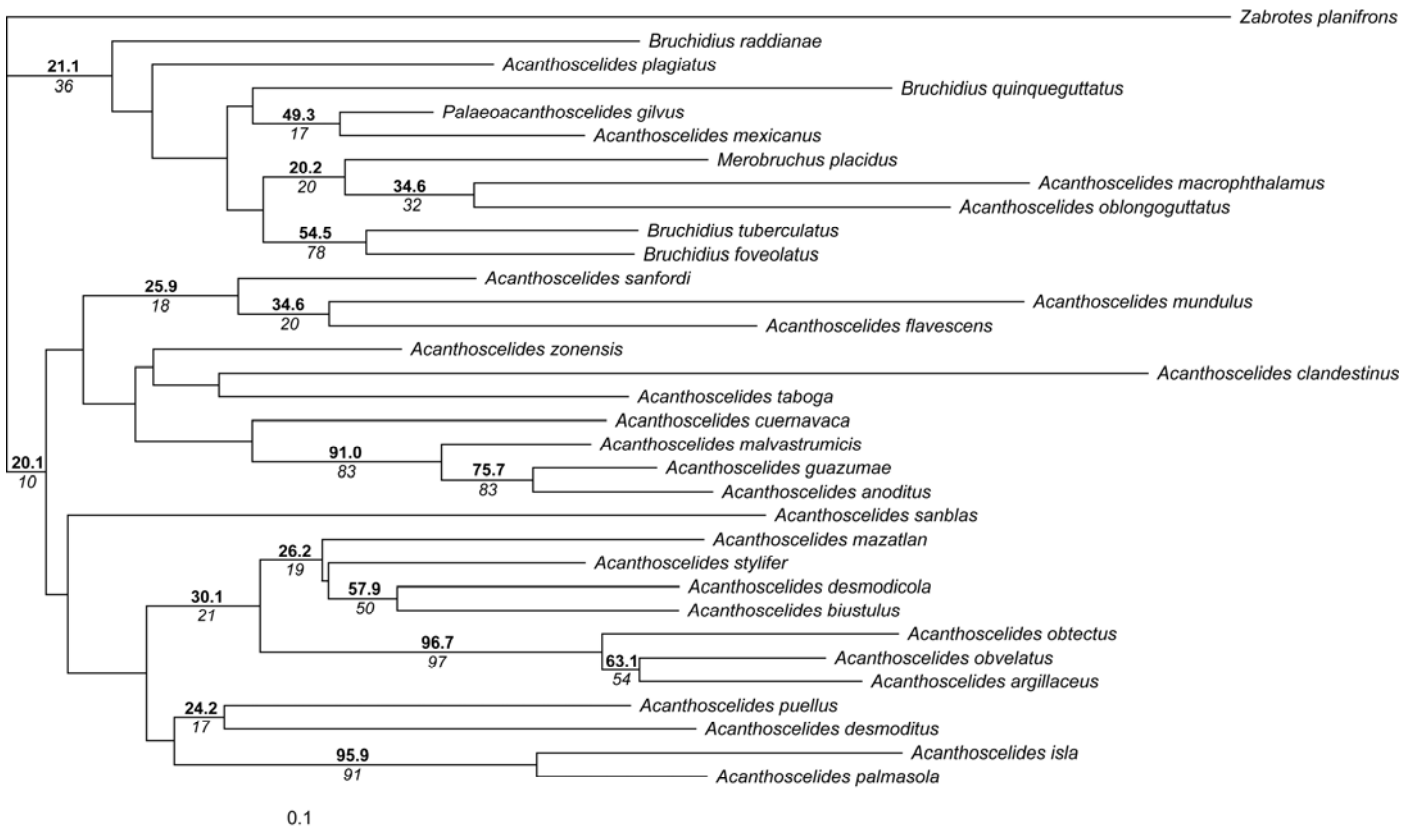 Zabrotes planifrons
Bruchidius raddianae
21.1
36
Acanthoscelides plagiatus
Bruchidius quinqueguttatus
49.3
17
Palaeoacanthoscelides gilvus
Acanthoscelides mexicanus
20.2
20
Merobruchus placidus
34.6
32
Acanthoscelides macrophthalamus
Acanthoscelides oblongoguttatus
54.5
78
Bruchidius tuberculatus
Bruchidius foveolatus
25.9
18
Acanthoscelides sanfordi
34.6
20
Acanthoscelides mundulus
Acanthoscelides flavescens
Acanthoscelides zonensis
Acanthoscelides clandestinus
Acanthoscelides taboga
Acanthoscelides cuernavaca
20.1
10
91.0
83
Acanthoscelides malvastrumicis
75.7
83
Acanthoscelides guazumae
Acanthoscelides anoditus
Acanthoscelides sanblas
26.2
19
Acanthoscelides mazatlan
Acanthoscelides stylifer
57.9
50
Acanthoscelides desmodicola
Acanthoscelides biustulus
30.1
21
96.7
97
Acanthoscelides obtectus
63.1
54
Acanthoscelides obvelatus
Acanthoscelides argillaceus
24.2
17
Acanthoscelides puellus
Acanthoscelides desmoditus
95.9
91
Acanthoscelides isla
Acanthoscelides palmasola
0.1